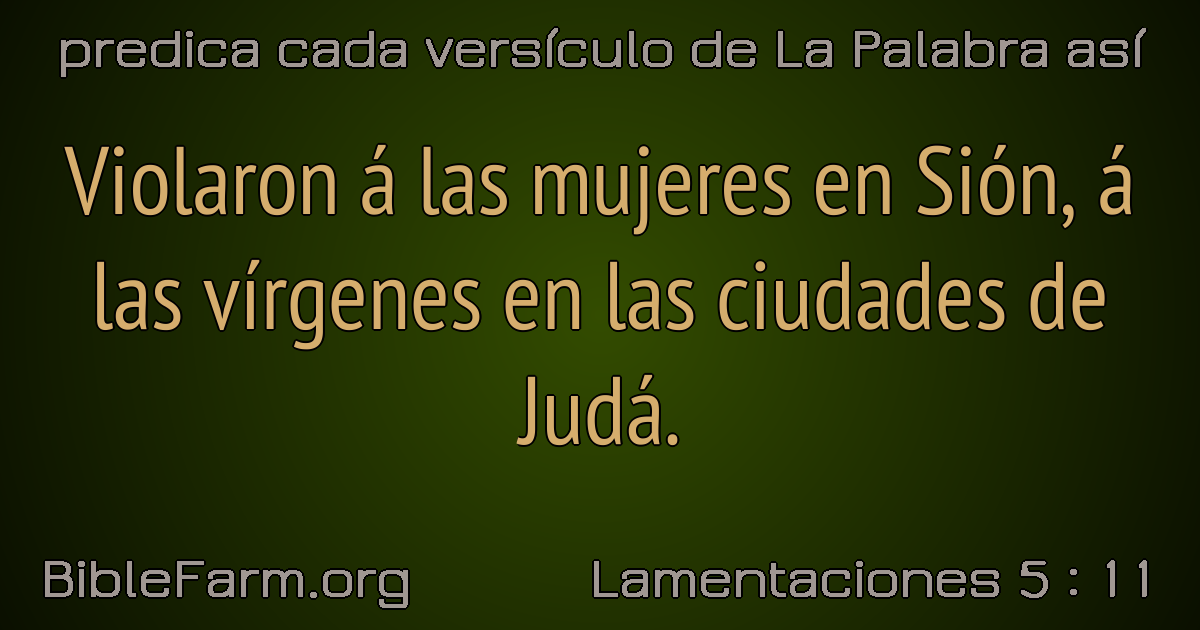 predica cada versículo de La Palabra así
Violaron á las mujeres en Sión, á
las vírgenes en las ciudades de
Judá.
BibleFarm.org
Lamentaciones 5 : 11